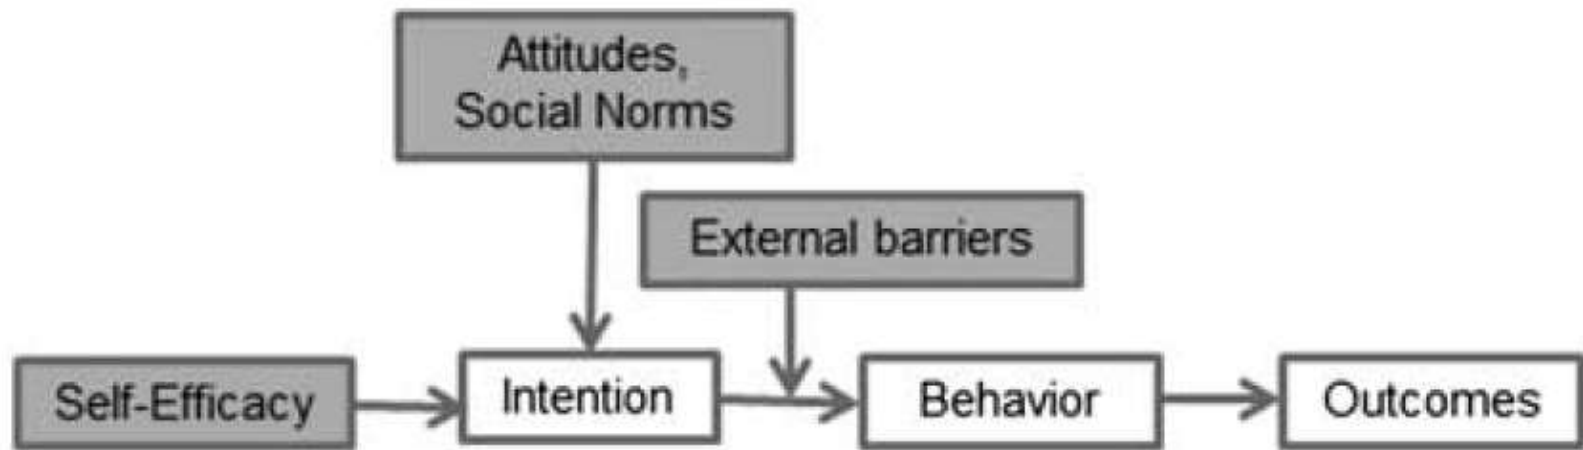 Attitudes,
Social Norms
External barriers
Self-Efficacy
Intention
Behavior
Outcomes